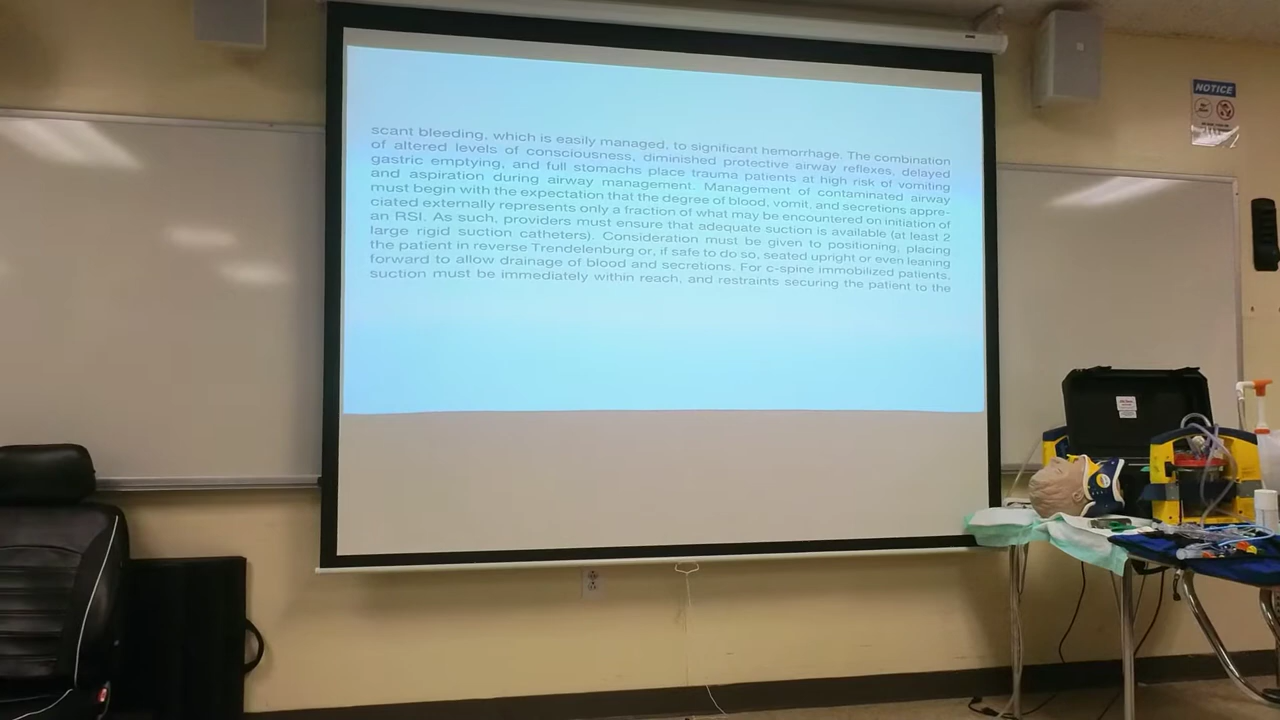 scant bleeding, which is easily managed, to significant hemorrhage. The combination
of altered levels of consciousness, diminished protective airway reflexes, delayed
gastric emptying, and full stomachs place trauma patients at high risk of vomiting
and aspiration during airway management. Management of contaminated airway
must begin with the expectation that the degree of blood, vomit, and secretions appre-
ciated externally represents only a fraction of what may be encountered on initiation of
an RSI. As such, providers must ensure that adequate suction is available (at least 2
large rigid suction catheters). Consideration must be given to positioning, placing
the patient in reverse Trendelenburg or, if safe to do so, seated upright or even leaning
forward to allow drainage of blood and secretions. For c-spine immobilized patients,
suction must be immediately within reach, and restraints securing the patient to the
NOTICE